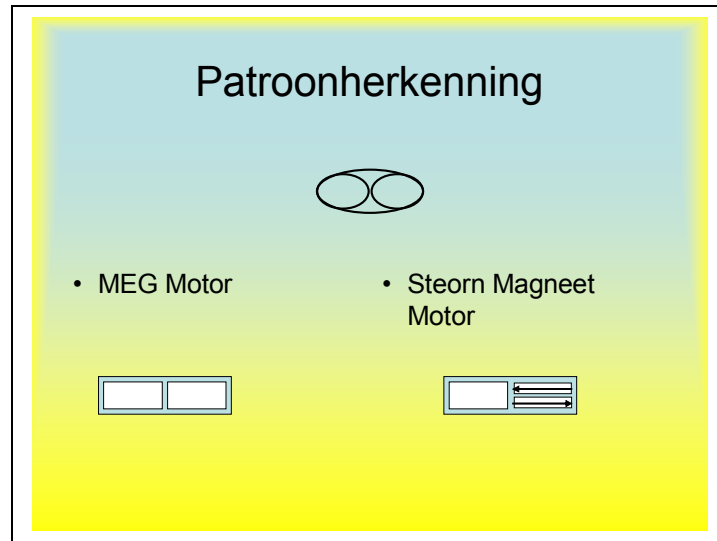 Patroonherkenning
• MEG Motor
• Steorn Magneet
Motor